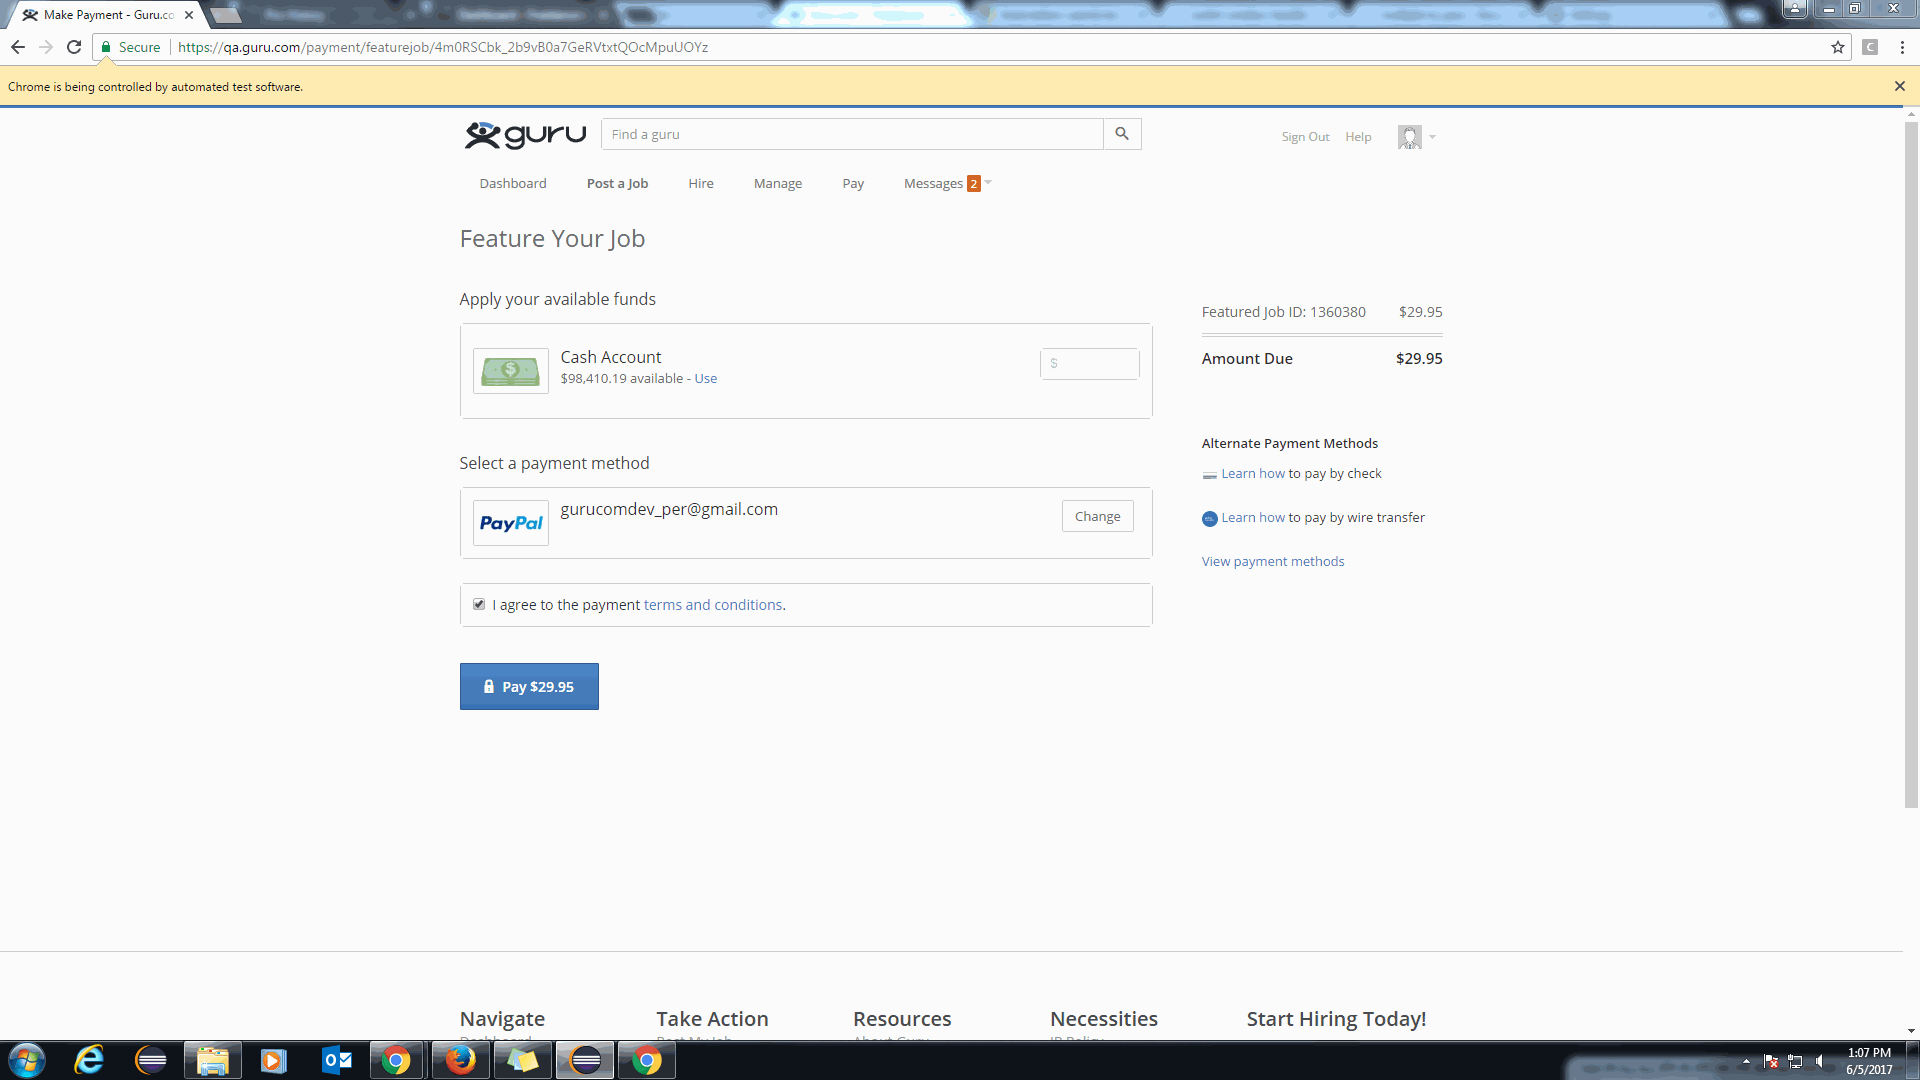 Make Payment - Guru.co
Secure
https://qa.guru.com/payment/featurejob/4m0RSCbk_2b9vB0a7GeRVtxtQOcMpuUOYz
C
Chrome is being controlled by automated test software.
guru
Find a guru
Sign Out
Help
Dashboard
Post a Job
Hire
Manage
Pay
Messages 2
Feature Your Job
Apply your available funds
Cash Account
$98,410.19 available - Use
$
Featured Job ID: 1360380 $29.95
Amount Due $29.95
Select a payment method
PayPal
gurucomdev_per@gmail.com
Change
Alternate Payment Methods
Learn how to pay by check
Learn how to pay by wire transfer
View payment methods
I agree to the payment terms and conditions.
Pay $29.95
Navigate
Take Action
Resources
Necessities
Start Hiring Today!
1:07 PM
6/5/2017